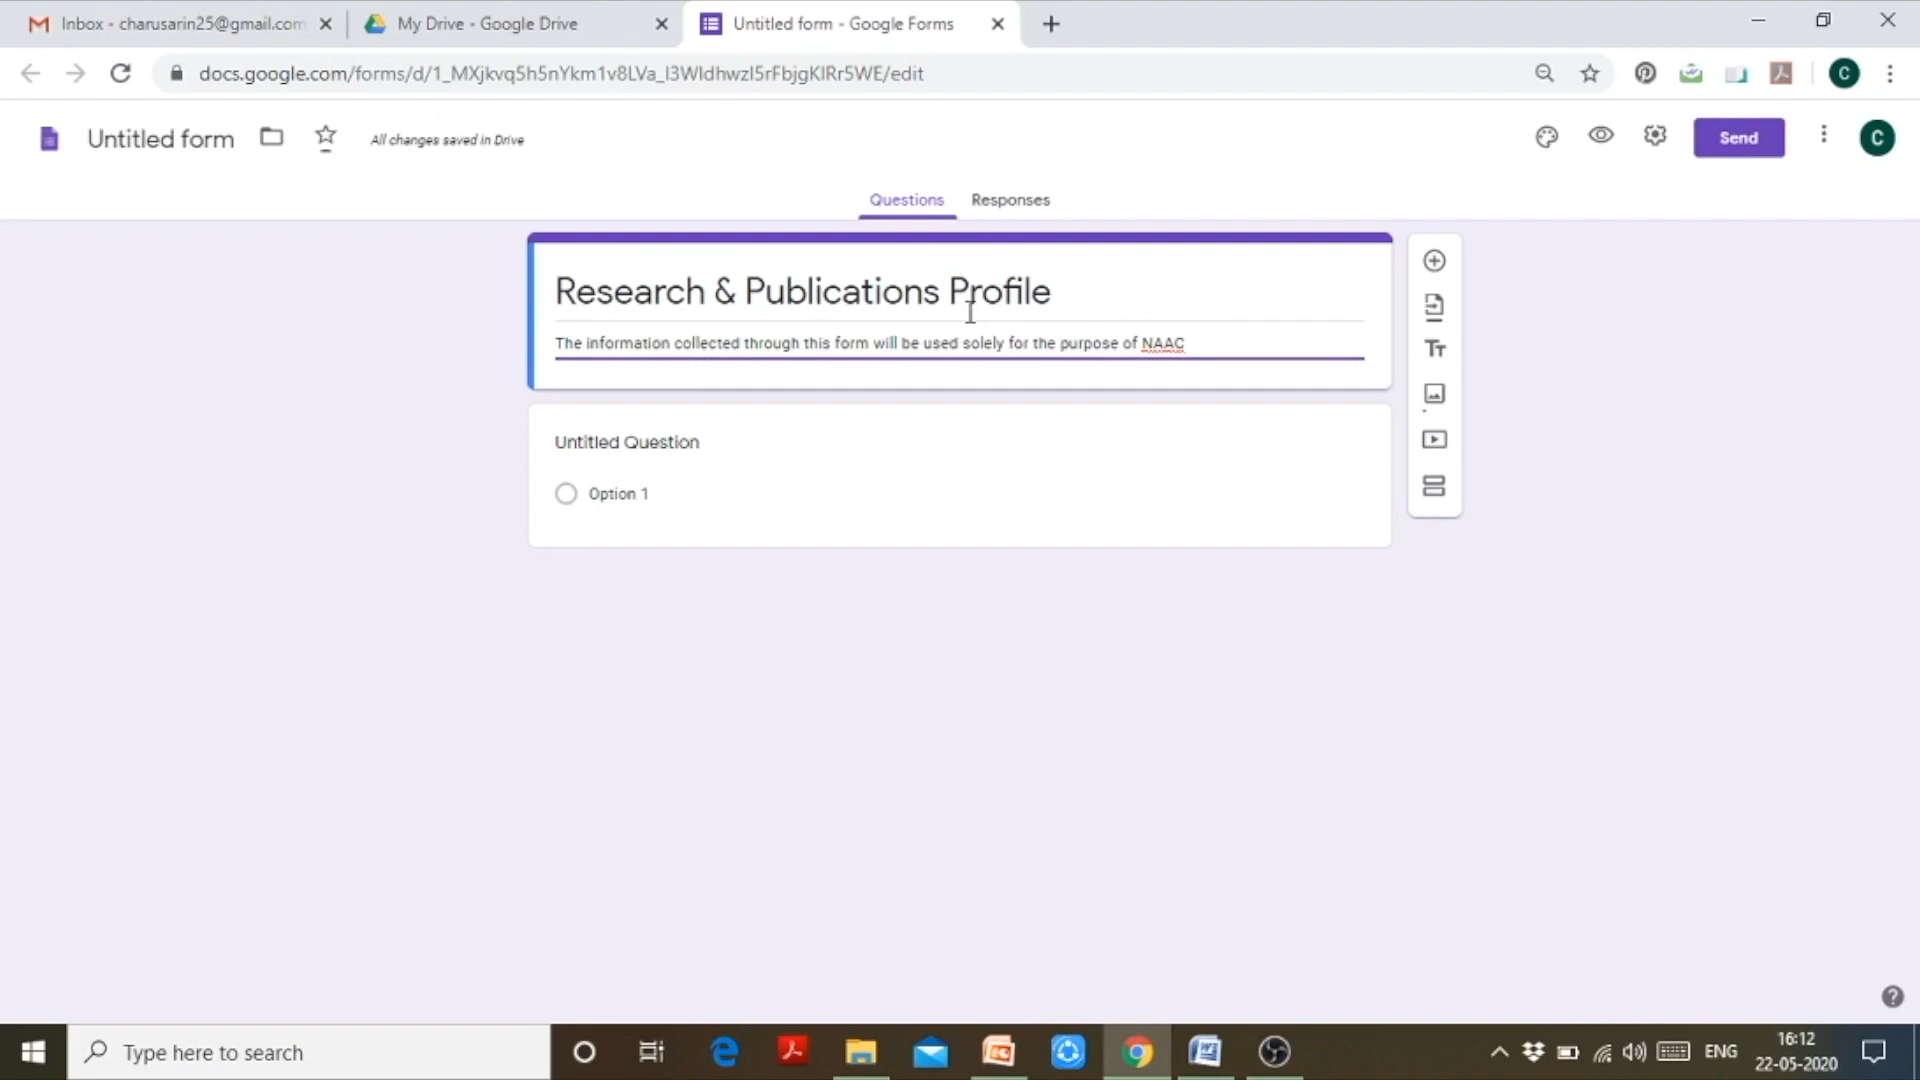 Inbox - charusarin25@gmail.com
My Drive - Google Drive
Untitled form - Google Forms
docs.google.com/forms/d/1_MXjkvq5h5nYkm1v8LVa_I3WIdhwzI5rFbjgKIRr5WE/edit
C
Untitled form
All changes saved in Drive
Send
C
Questions
Responses
Research & Publications Profile
The information collected through this form will be used solely for the purpose of NAAC
Untitled Question
Option 1
Type here to search
ENG
16:12
22-05-2020